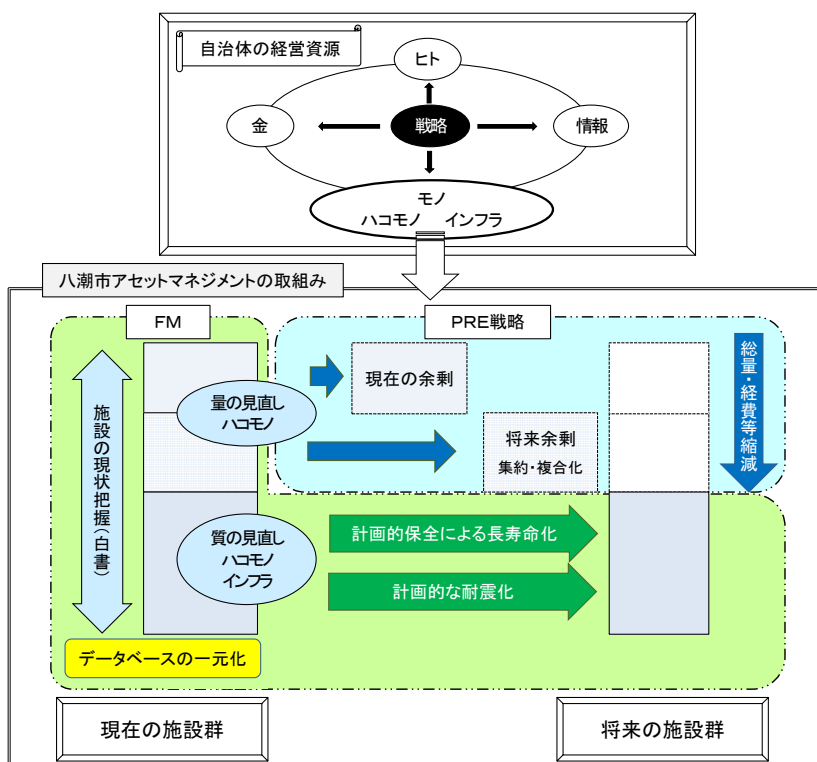 自治体の経営資源
ヒト
金
戦略
情報
モノ
ハコモノ　インフラ
八潮市アセットマネジメントの取組み
FM
PRE戦略
施設の現状把握(白書)
量の見直し
ハコモノ
現在の余剰
将来余剰
集約・複合化
総量・経費等縮減
質の見直し
ハコモノ
インフラ
計画的保全による長寿命化
計画的な耐震化
データベースの一元化
現在の施設群
将来の施設群